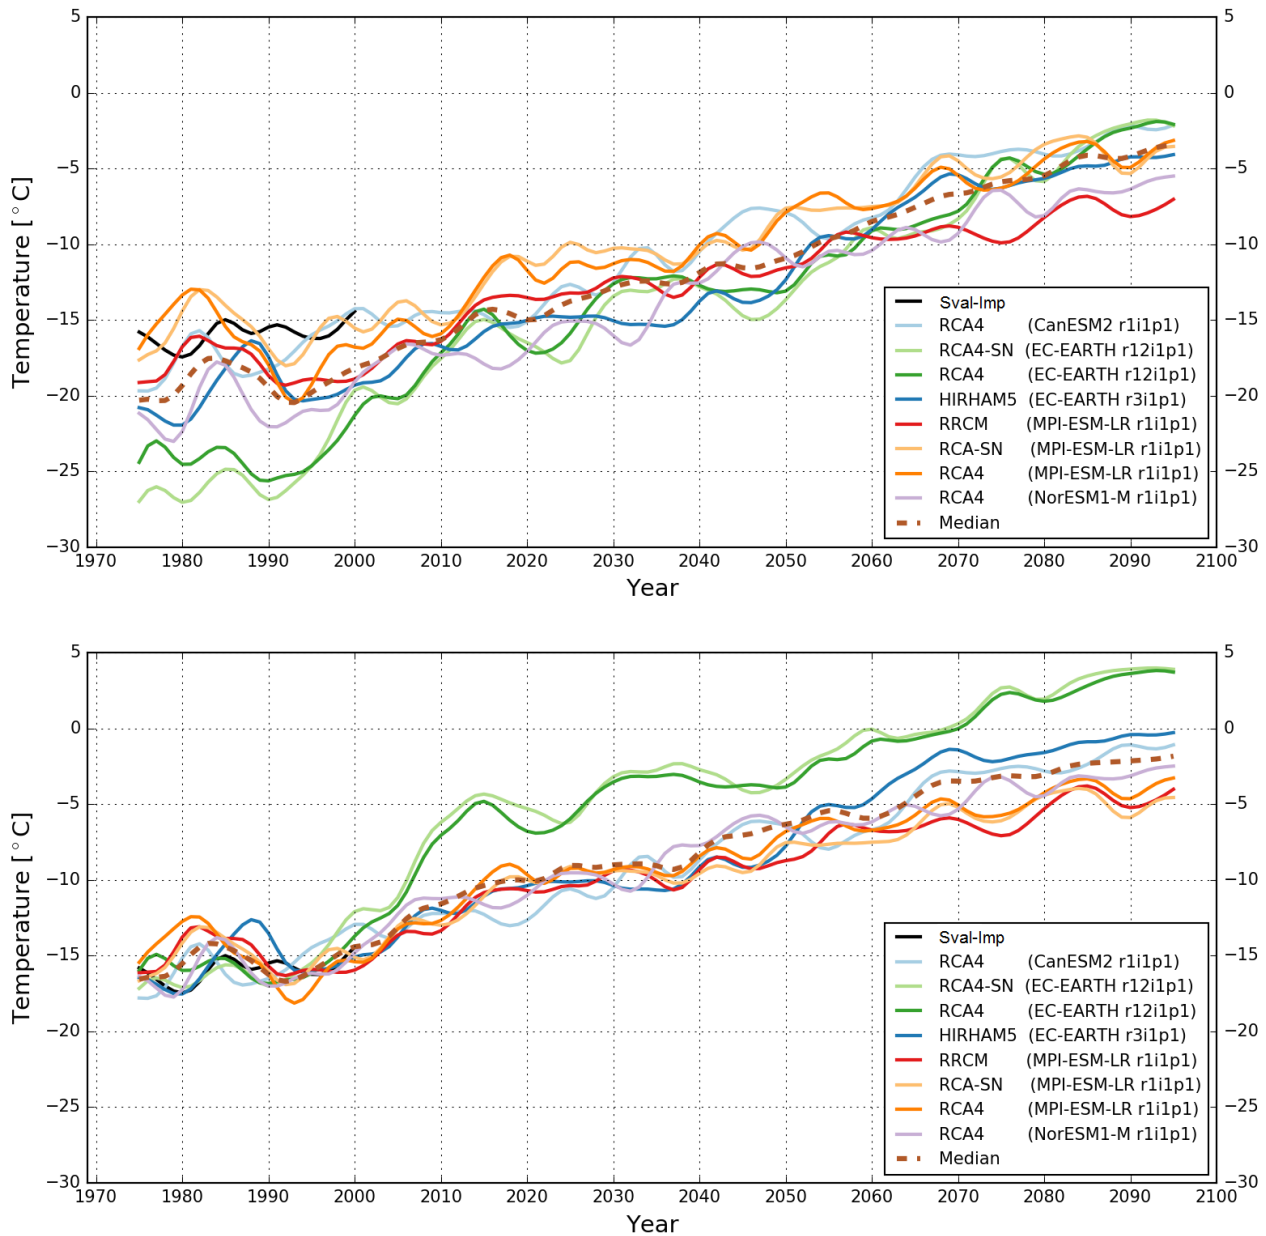 5 5
0 0
−5 −5
−10 −10
−15 −15
−20 −20
−25 −25
−30 −30
Temperature [°C]
Sval-Imp
RCA4 (CanESM2 r1i1p1)
RCA4-SN (EC-EARTH r12i1p1)
RCA4 (EC-EARTH r12i1p1)
HIRHAM5 (EC-EARTH r3i1p1)
RRCM (MPI-ESM-LR r1i1p1)
RCA-SN (MPI-ESM-LR r1i1p1)
RCA4 (MPI-ESM-LR r1i1p1)
RCA4 (NorESM1-M r1i1p1)
Median
1970 1980 1990 2000 2010 2020 2030 2040 2050 2060 2070 2080 2090 2100
Year
5 5
0 0
−5 −5
−10 −10
−15 −15
−20 −20
−25 −25
−30 −30
Temperature [°C]
Sval-Imp
RCA4 (CanESM2 r1i1p1)
RCA4-SN (EC-EARTH r12i1p1)
RCA4 (EC-EARTH r12i1p1)
HIRHAM5 (EC-EARTH r3i1p1)
RRCM (MPI-ESM-LR r1i1p1)
RCA-SN (MPI-ESM-LR r1i1p1)
RCA4 (MPI-ESM-LR r1i1p1)
RCA4 (NorESM1-M r1i1p1)
Median
1970 1980 1990 2000 2010 2020 2030 2040 2050 2060 2070 2080 2090 2100
Year